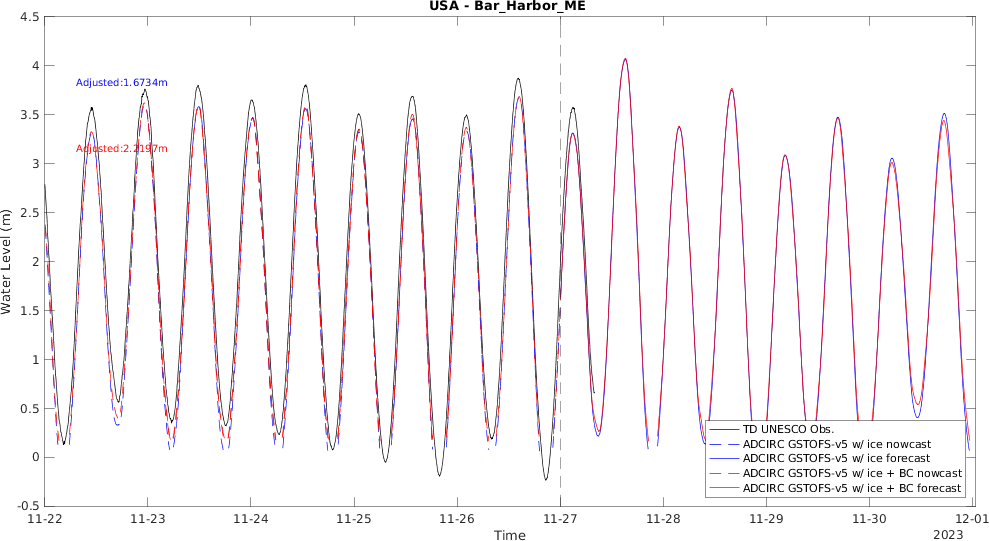 USA - Bar_Harbor_ME
4.5
4
3.5
3
2.5
2
1.5
1
0.5
0
-0.5
Water Level (m)
Adjusted:1.6734m
Adjusted:2.2197m
TD UNESCO Obs.
ADCIRC GSTOFS-v5 w/ ice nowcast
ADCIRC GSTOFS-v5 w/ ice forecast
ADCIRC GSTOFS-v5 w/ ice + BC nowcast
ADCIRC GSTOFS-v5 w/ ice + BC forecast
11-22 11-23 11-24 11-25 11-26 11-27 11-28 11-29 11-30 12-01
Time
2023